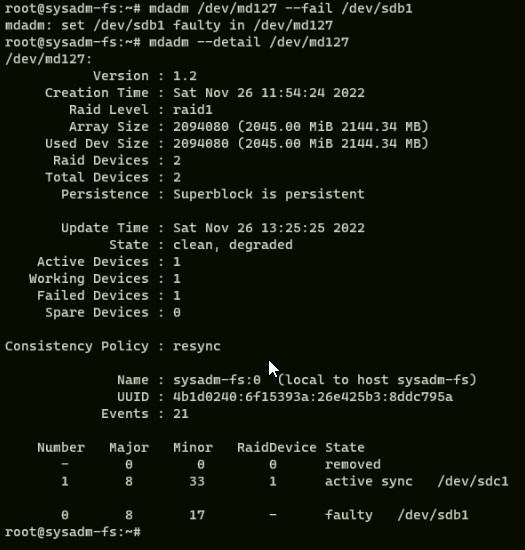 root@sysadm-fs:~# mdadm /dev/md127 --fail /dev/sdb1
mdadm: set /dev/sdb1 faulty in /dev/md127
root@sysadm-fs:~# mdadm --detail /dev/md127
/dev/md127:
Version : 1.2
Creation Time : Sat Nov 26 11:54:24 2022
Raid Level : raid1
Array Size : 2094080 (2045.00 MiB 2144.34 MB)
Used Dev Size : 2094080 (2045.00 MiB 2144.34 MB)
Raid Devices : 2
Total Devices : 2
Persistence : Superblock is persistent
Update Time : Sat Nov 26 13:25:25 2022
State : clean, degraded
Active Devices : 1
Working Devices : 1
Failed Devices : 1
Spare Devices : 0
Consistency Policy : resync
Name : sysadm-fs:0 (local to host sysadm-fs)
UUID : 4b1d0240:6f15393a:26e425b3:8ddc795a
Events : 21
Number Major Minor RaidDevice State
- 0 0 0 removed
1 8 33 1 active sync /dev/sdc1
0 8 17 - faulty /dev/sdb1
root@sysadm-fs:~#